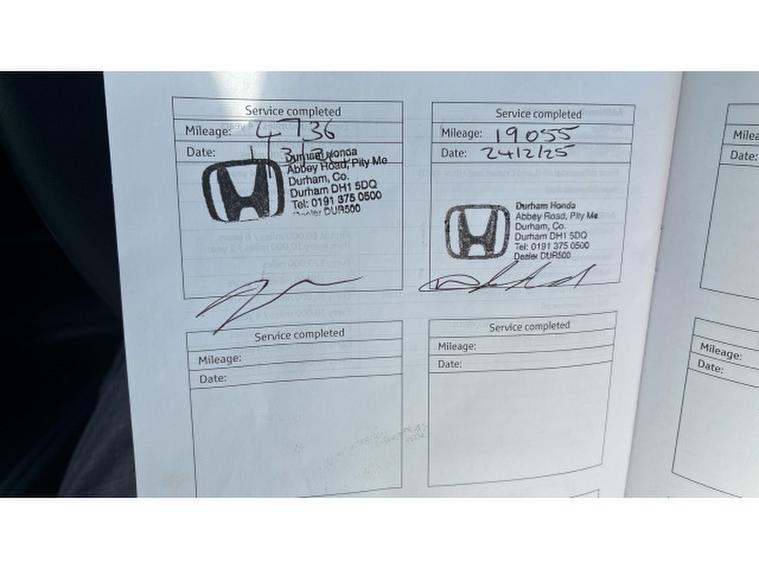 Service completed
Mileage: 4736
Date:
Durham Honda
Abbey Road, Pity Me
Durham, Co.
Durham DH1 5DQ
Tel: 0191 375 0500
Dealer DUR500
Service completed
Mileage: 19055
Date: 24/2/25
Durham Honda
Abbey Road, Pity Me
Durham, Co.
Durham DH1 5DQ
Tel: 0191 375 0500
Dealer DUR500
Service completed
Mileage:
Date:
Service completed
Mileage:
Date:
Date:
Mileage:
Date: